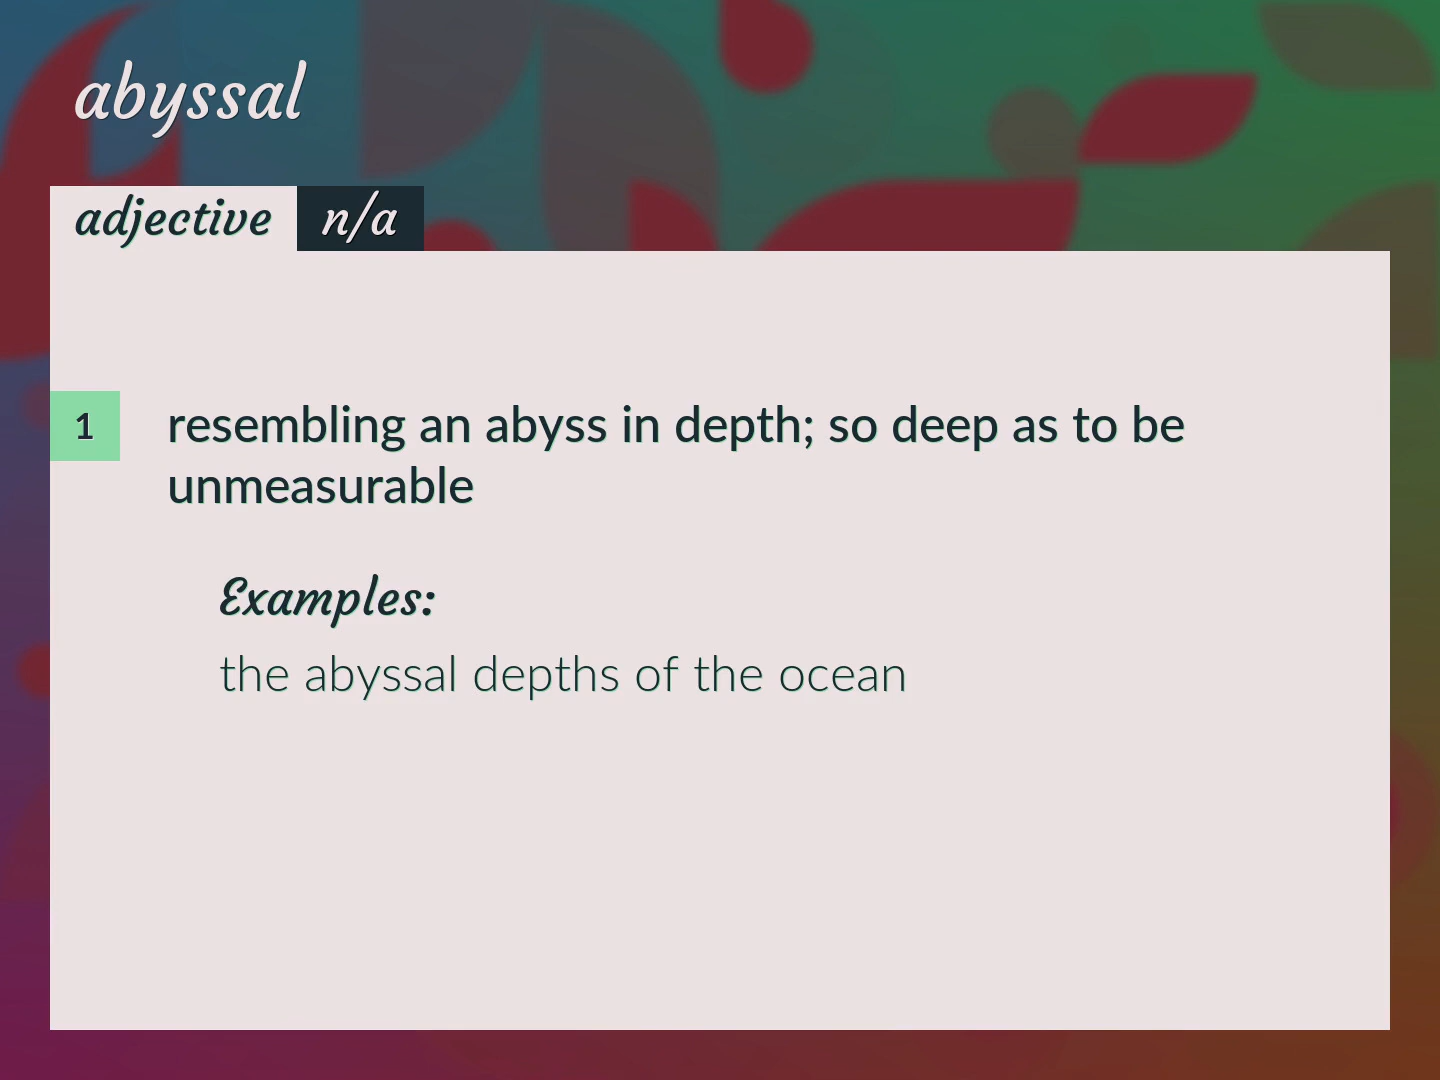 abyssal
adjective n/a
1 resembling an abyss in depth; so deep as to be
unmeasurable
Examples:
the abyssal depths of the ocean